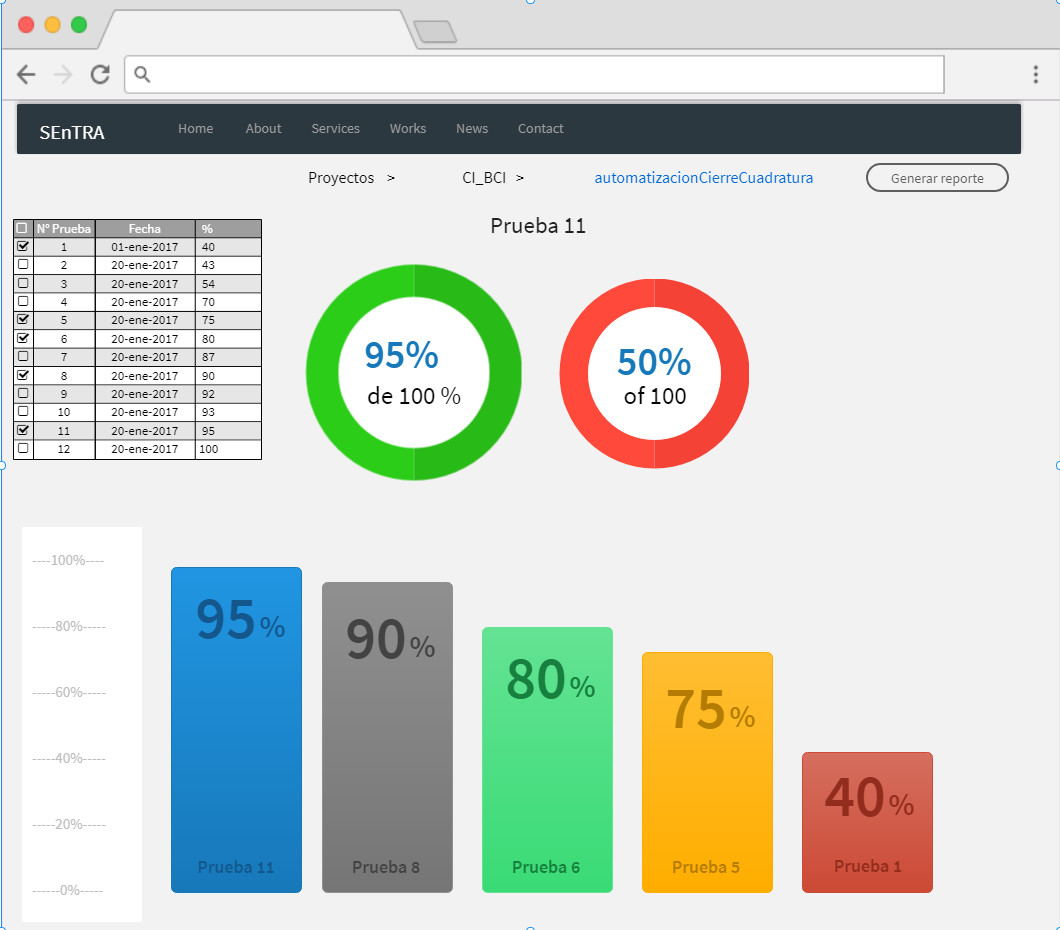 SEnTRA Home About Services Works News Contact
Proyectos > CI_BCI > automatizacionCierreCuadratura Generar reporte
Prueba 11
Nº Prueba Fecha %
1 01-ene-2017 40
2 20-ene-2017 43
3 20-ene-2017 54
4 20-ene-2017 70
5 20-ene-2017 75
6 20-ene-2017 80
7 20-ene-2017 87
8 20-ene-2017 90
9 20-ene-2017 92
10 20-ene-2017 93
11 20-ene-2017 95
12 20-ene-2017 100
95%
de 100 %
50%
of 100
----100%----
-----80%-----
-----60%-----
-----40%-----
-----20%-----
------0%-----
95%
Prueba 11
90%
Prueba 8
80%
Prueba 6
75%
Prueba 5
40%
Prueba 1